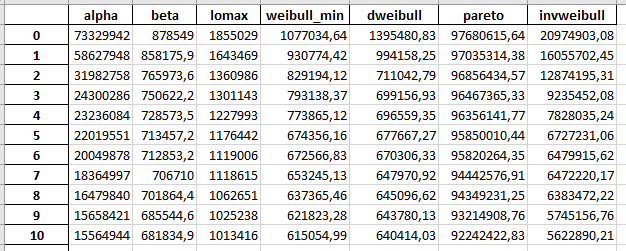 alpha beta lomax weibull_min dweibull pareto invweibull
0 73329942 878549 1855029 1077034,64 1395480,83 97680615,64 20974903,08
1 58627948 858175,9 1643469 930774,42 994158,25 97035314,38 16055702,45
2 31982758 765973,6 1360986 829194,12 711042,79 96856434,57 12874195,31
3 24300286 750622,2 1301143 793138,37 699156,93 96467365,33 9235452,08
4 23236084 728573,5 1227993 773865,12 696559,35 96356141,77 7828035,24
5 22019551 713457,2 1176442 674356,16 677667,27 95850010,44 6727231,06
6 20049878 712853,2 1119006 672566,83 670306,33 95820264,35 6479915,62
7 18364997 706710 1118615 653245,13 647970,92 94442576,91 6472220,17
8 16479840 701864,4 1062651 637365,46 645096,62 94349231,25 6383472,22
9 15658421 685544,6 1025238 621823,28 643780,13 93214908,76 5745156,76
10 15564944 681834,9 1013416 615054,99 640414,03 92242422,83 5622890,21